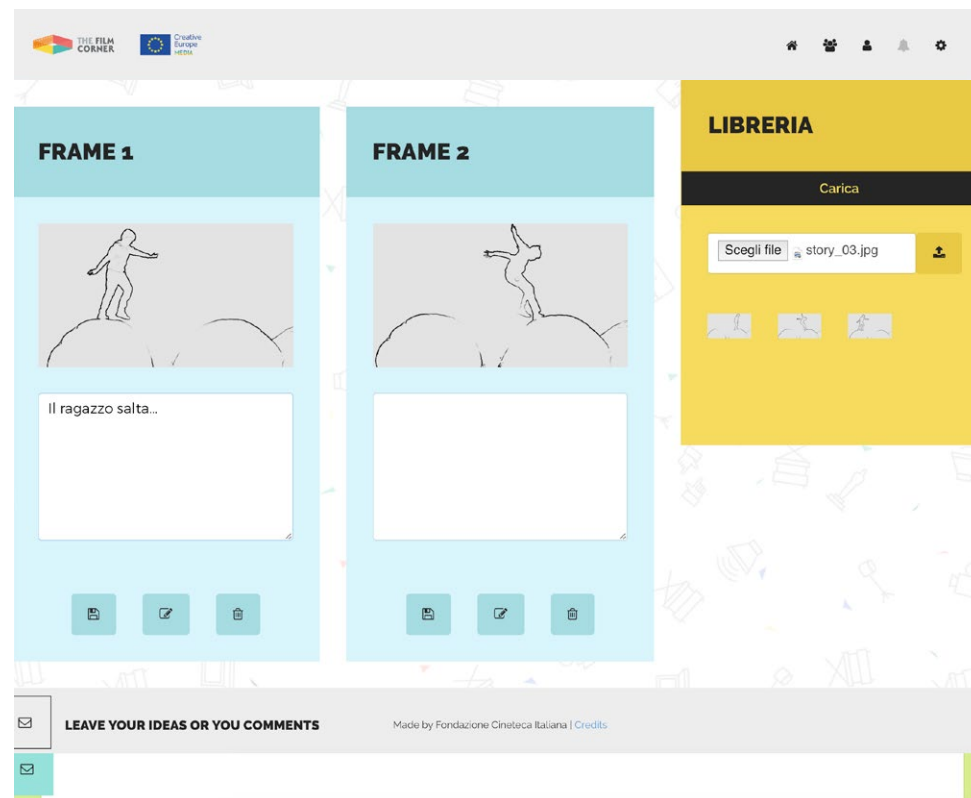 THE FILM
CORNER
Creative
Europe
MEDIA
FRAME 1
FRAME 2
LIBRERIA
Carica
Scegli file story_03.jpg
Il ragazzo salta...
LEAVE YOUR IDEAS OR YOU COMMENTS
Made by Fondazione Cineteca Italiana | Credits